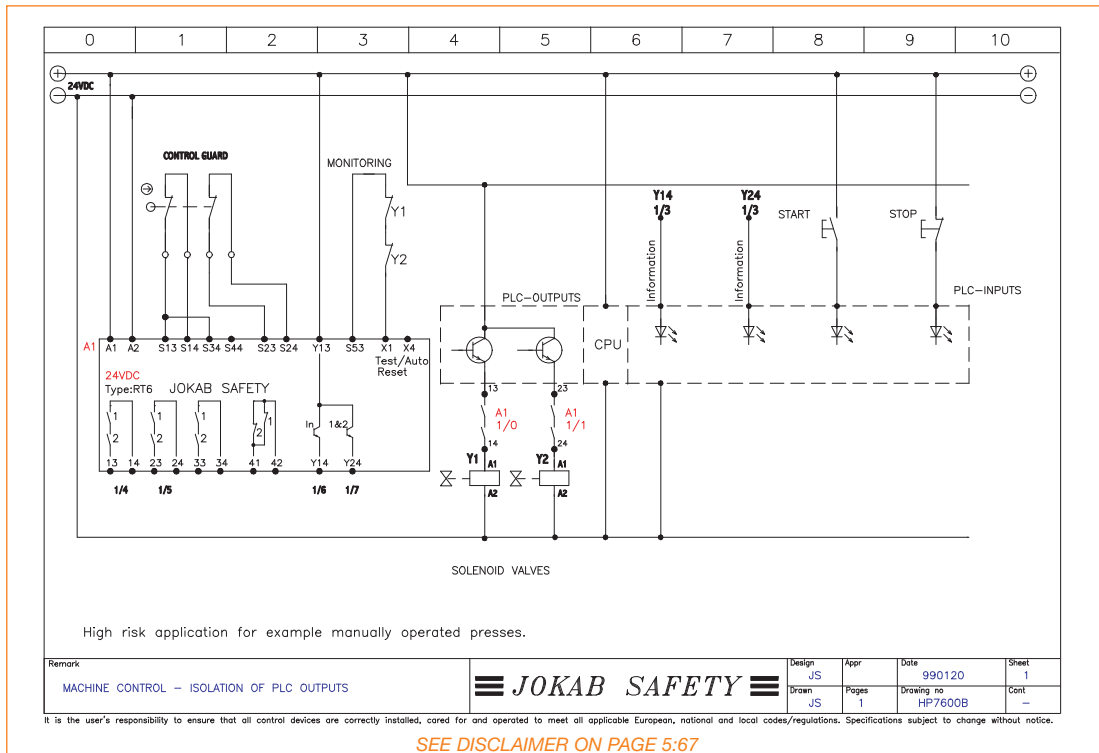 0 1 2 3 4 5 6 7 8 9 10
24VDC
CONTROL GUARD
MONITORING
Y1
Y2
Y14
1/3
Y24
1/3
START
STOP
Information
Information
PLC-OUTPUTS
PLC-INPUTS
CPU
A1 A1 A2 S13 S14 S34 S44 S23 S24 Y13 S53 X1 X4
Test/Auto
Reset
24VDC
Type:RT6 JOKAB SAFETY
1 1 1 1
2 2 2 2
In 1&2
13 14 23 24 33 34 41 42 Y14 Y24
1/4 1/5 1/6 1/7
13 23
A1
1/0
A1
1/1
14 24
Y1 A1 Y2 A1
A2 A2
SOLENOID VALVES
High risk application for example manually operated presses.
Remark
MACHINE CONTROL – ISOLATION OF PLC OUTPUTS
JOKAB SAFETY
Design Appr Date Sheet
JS 990120 1
Drawn Pages Drawing no Cont
JS 1 HP7600B –
It is the user's responsibility to ensure that all control devices are correctly installed, cared for and operated to meet all applicable European, national and local codes/regulations. Specifications subject to change without notice.
SEE DISCLAIMER ON PAGE 5:67